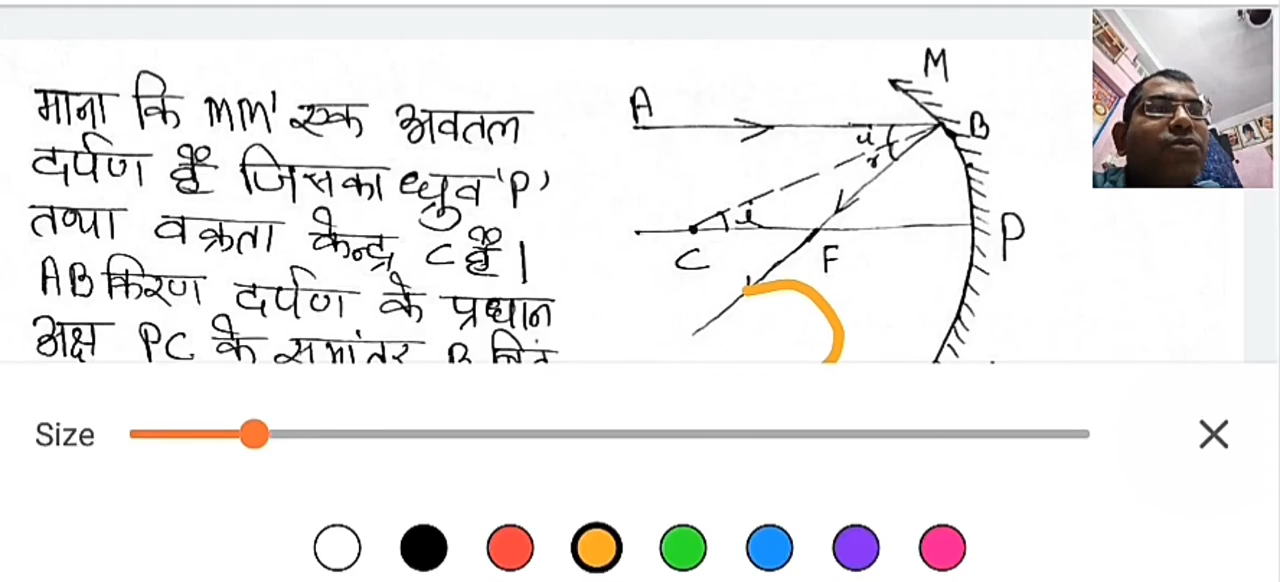 माना कि MM' एक अवतल
दर्पण है जिसका ध्रुव 'P'
तथा वक्रता केन्द्र C है।
AB किरण दर्पण के प्रधान
अक्ष PC के समांतर B
M
A
B
i
r
i
C
F
P
Size